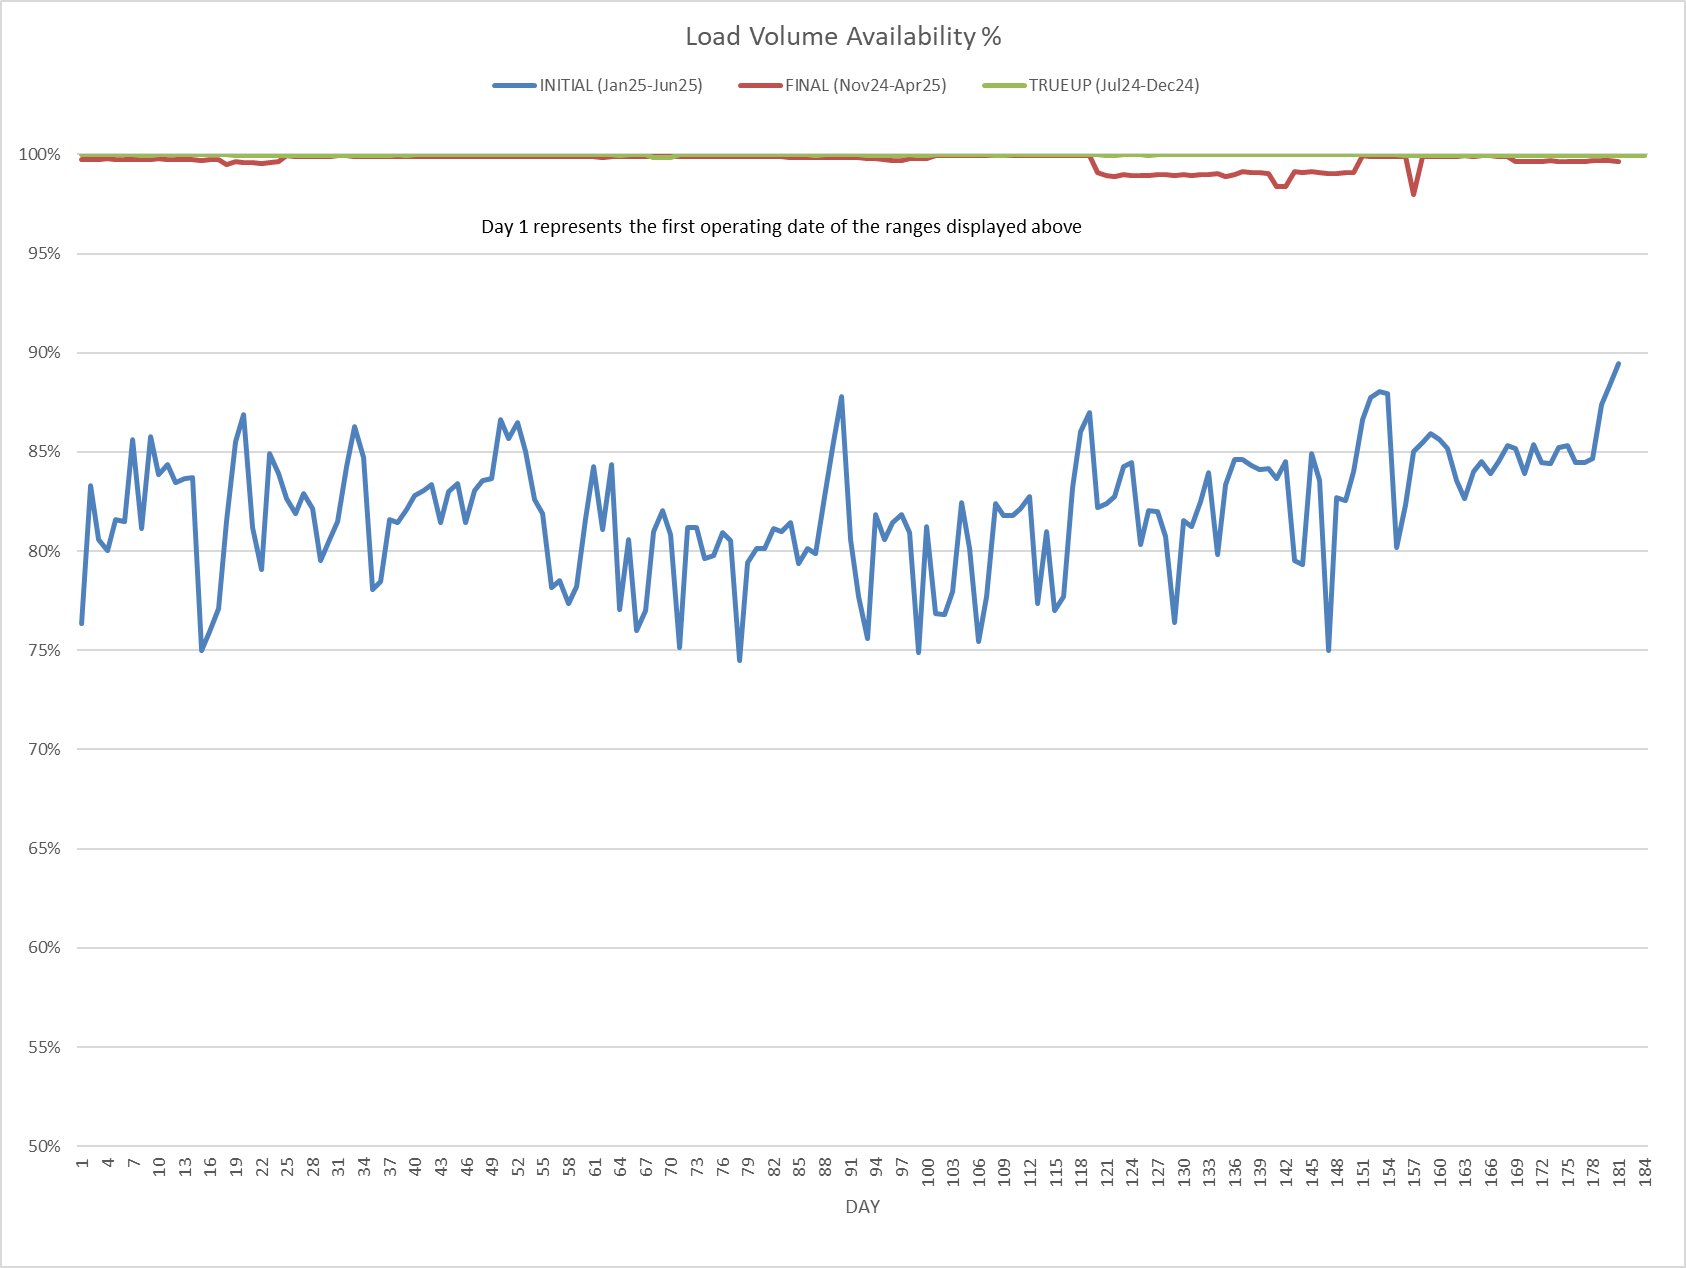 Load Volume Availability %
INITIAL (Jan25-Jun25) FINAL (Nov24-Apr25) TRUEUP (Jul24-Dec24)
100%
Day 1 represents the first operating date of the ranges displayed above
95%
90%
85%
80%
75%
70%
65%
60%
55%
50%
1 4 7 10 13 16 19 22 25 28 31 34 37 40 43 46 49 52 55 58 61 64 67 70 73 76 79 82 85 88 91 94 97 100 103 106 109 112 115 118 121 124 127 130 133 136 139 142 145 148 151 154 157 160 163 166 169 172 175 178 181 184
DAY